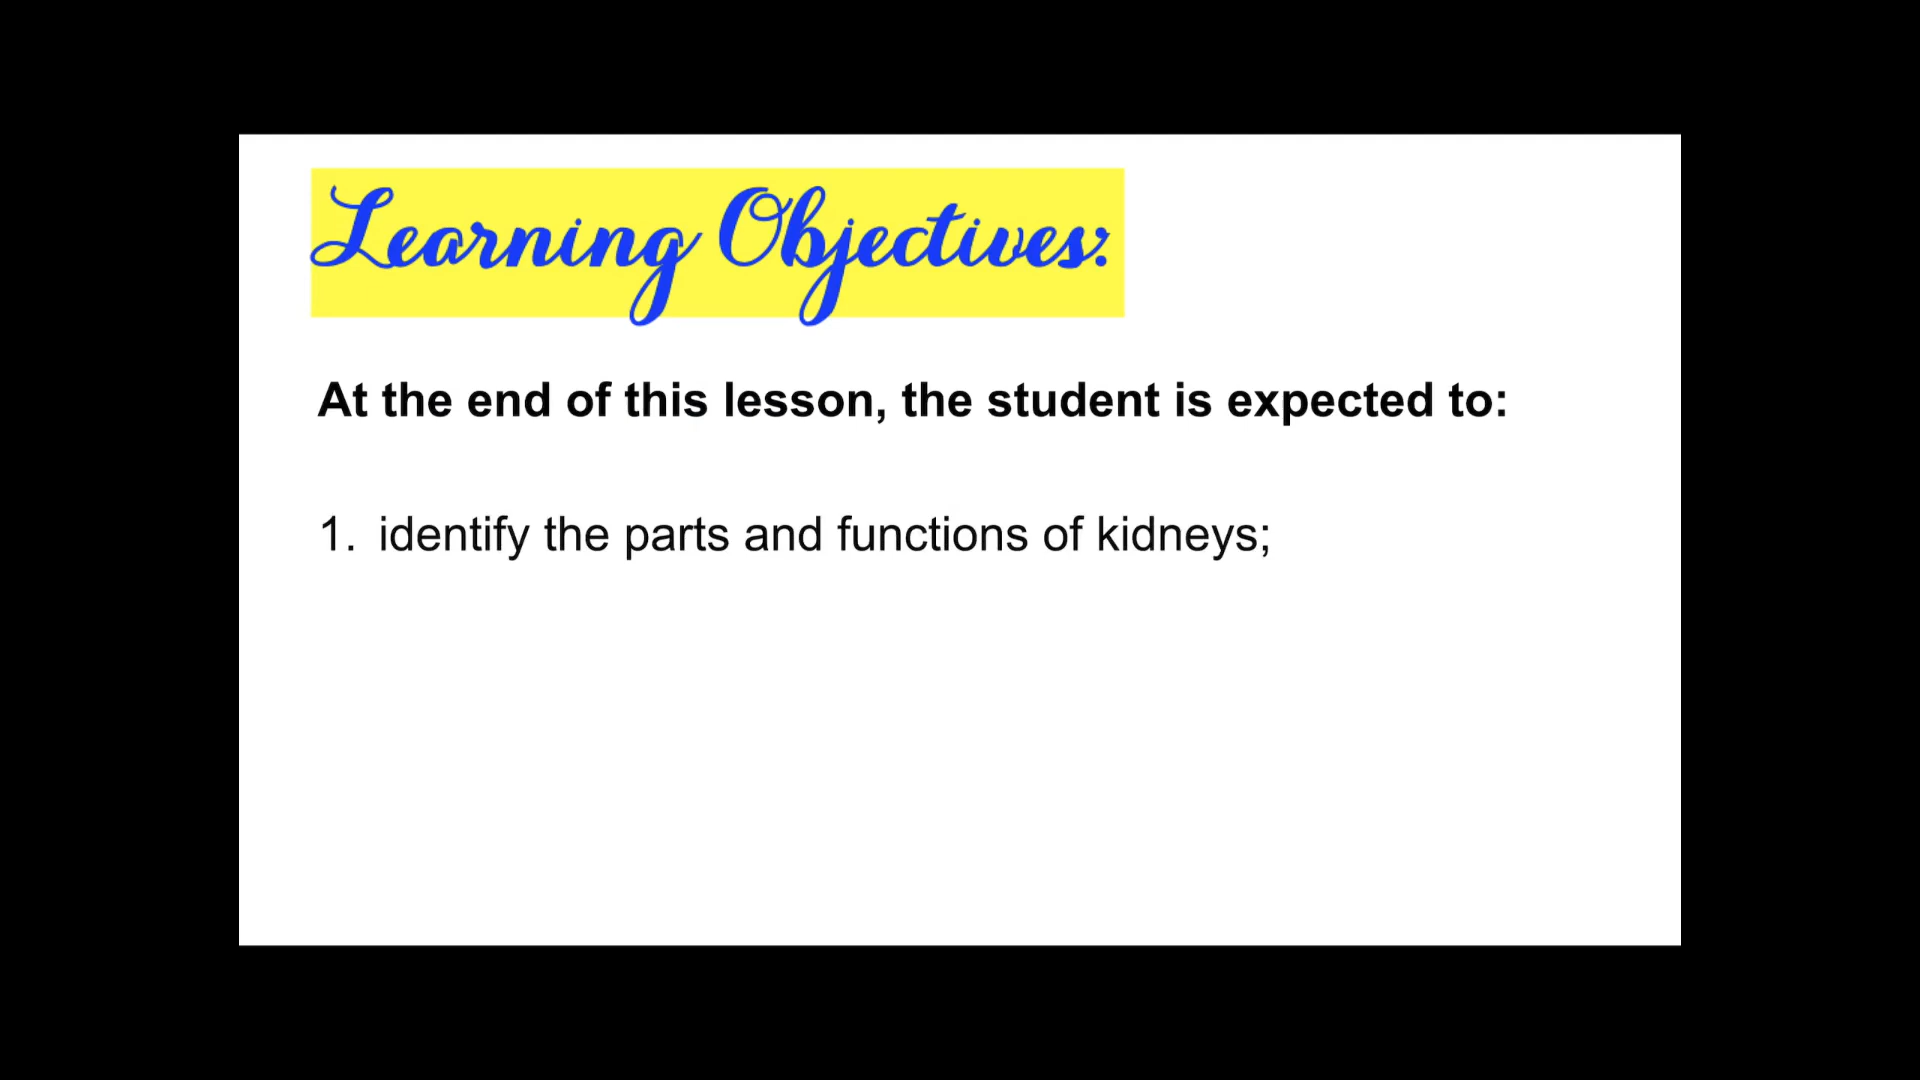 Learning Objectives:
At the end of this lesson, the student is expected to:
1. identify the parts and functions of kidneys;